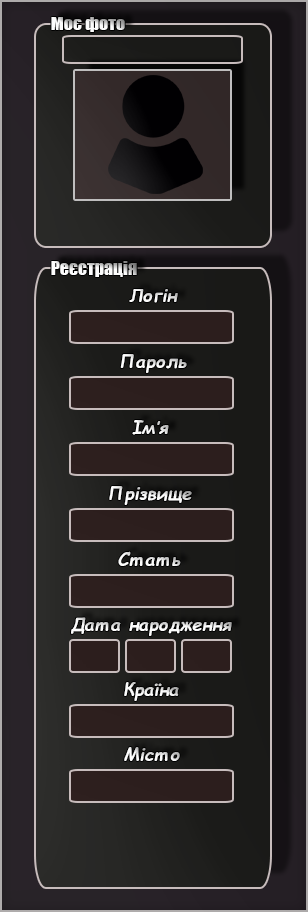 Моє фото
Реєстрація
Логін
Пароль
Ім'я
Прізвище
Стать
Дата народження
Країна
Місто